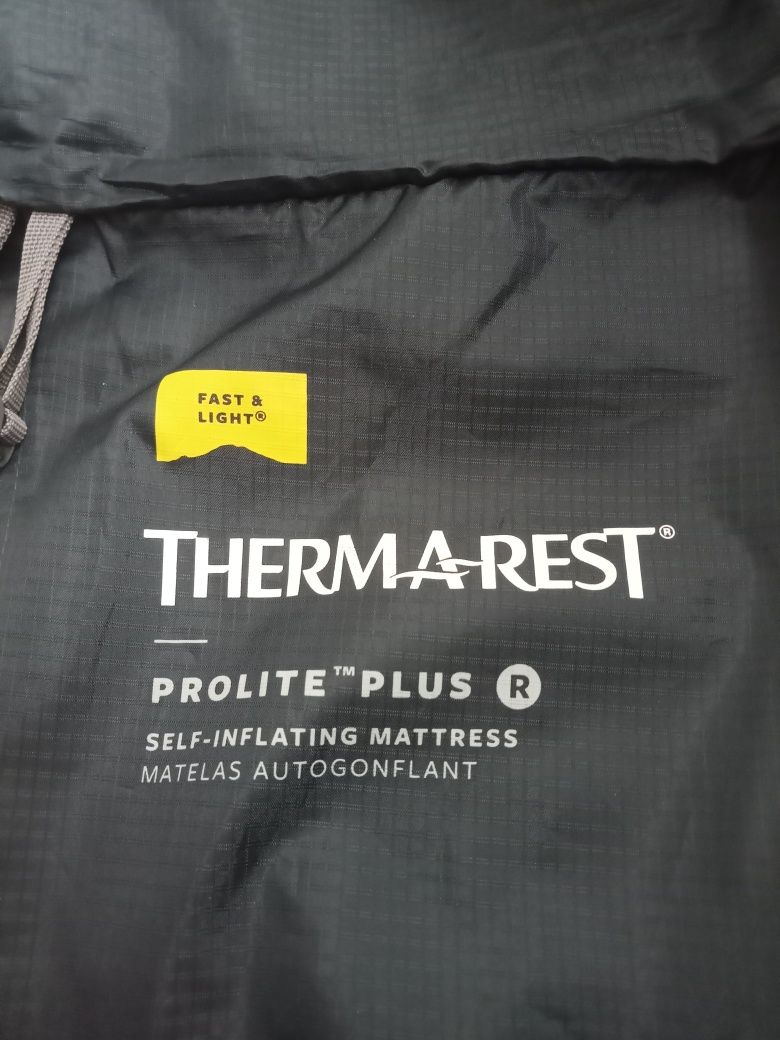 FAST &
LIGHT®
THERM-A-REST®
PROLITE™ PLUS R
SELF-INFLATING MATTRESS
MATELAS AUTOGONFLANT